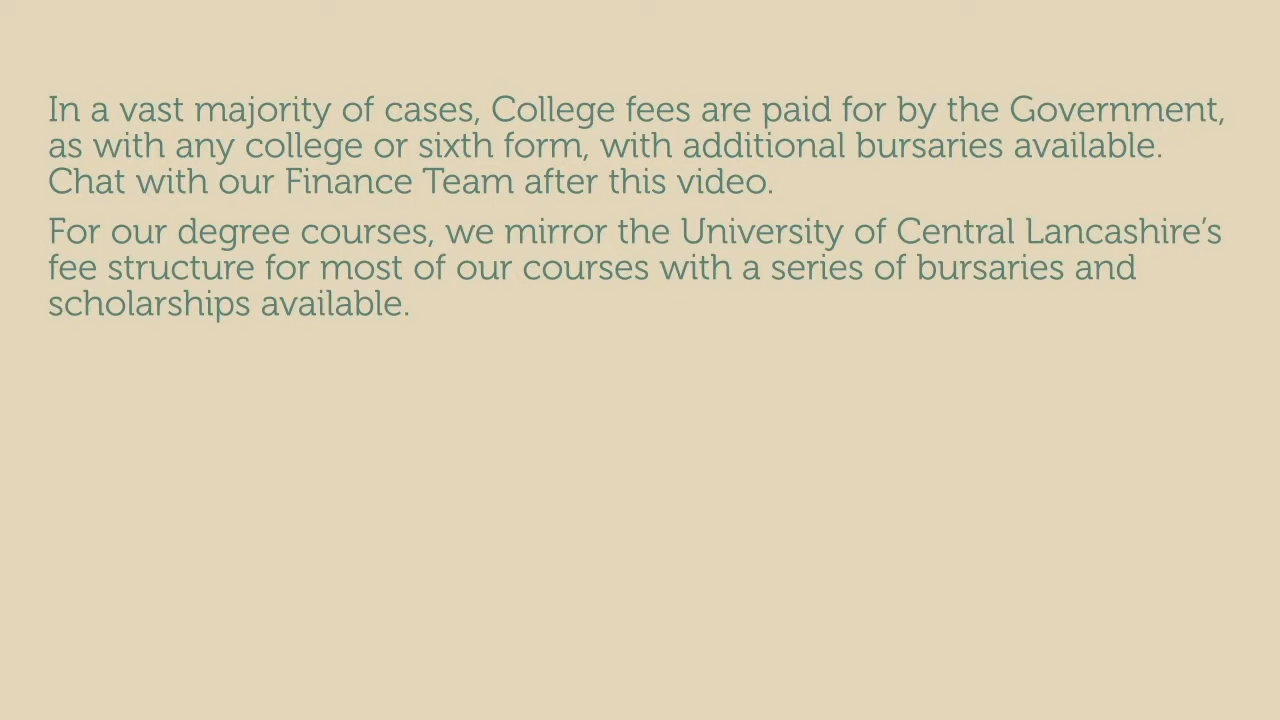 In a vast majority of cases, College fees are paid for by the Government,
as with any college or sixth form, with additional bursaries available.
Chat with our Finance Team after this video.
For our degree courses, we mirror the University of Central Lancashire’s
fee structure for most of our courses with a series of bursaries and
scholarships available.